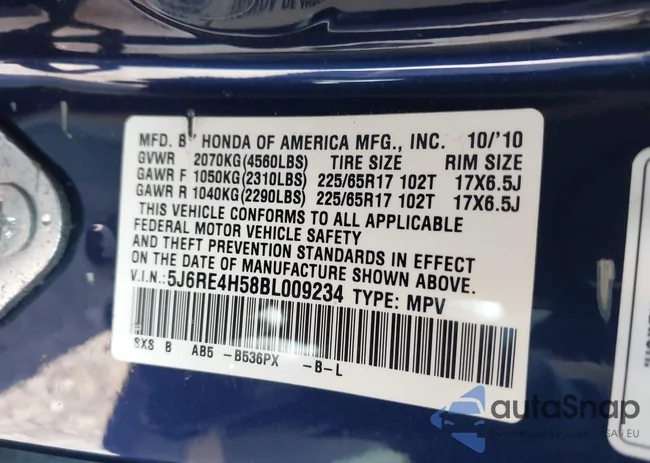 MFD. BY HONDA OF AMERICA MFG., INC. 10/'10
GVWR 2070KG(4560LBS) TIRE SIZE RIM SIZE
GAWR F 1050KG(2310LBS) 225/65R17 102T 17X6.5J
GAWR R 1040KG(2290LBS) 225/65R17 102T 17X6.5J
THIS VEHICLE CONFORMS TO ALL APPLICABLE
FEDERAL MOTOR VEHICLE SAFETY
AND THEFT PREVENTION STANDARDS IN EFFECT
ON THE DATE OF MANUFACTURE SHOWN ABOVE.
V.I.N.: 5J6RE4H58BL009234 TYPE: MPV
SXS B AB5 -B536PX -B-L
autoSnap